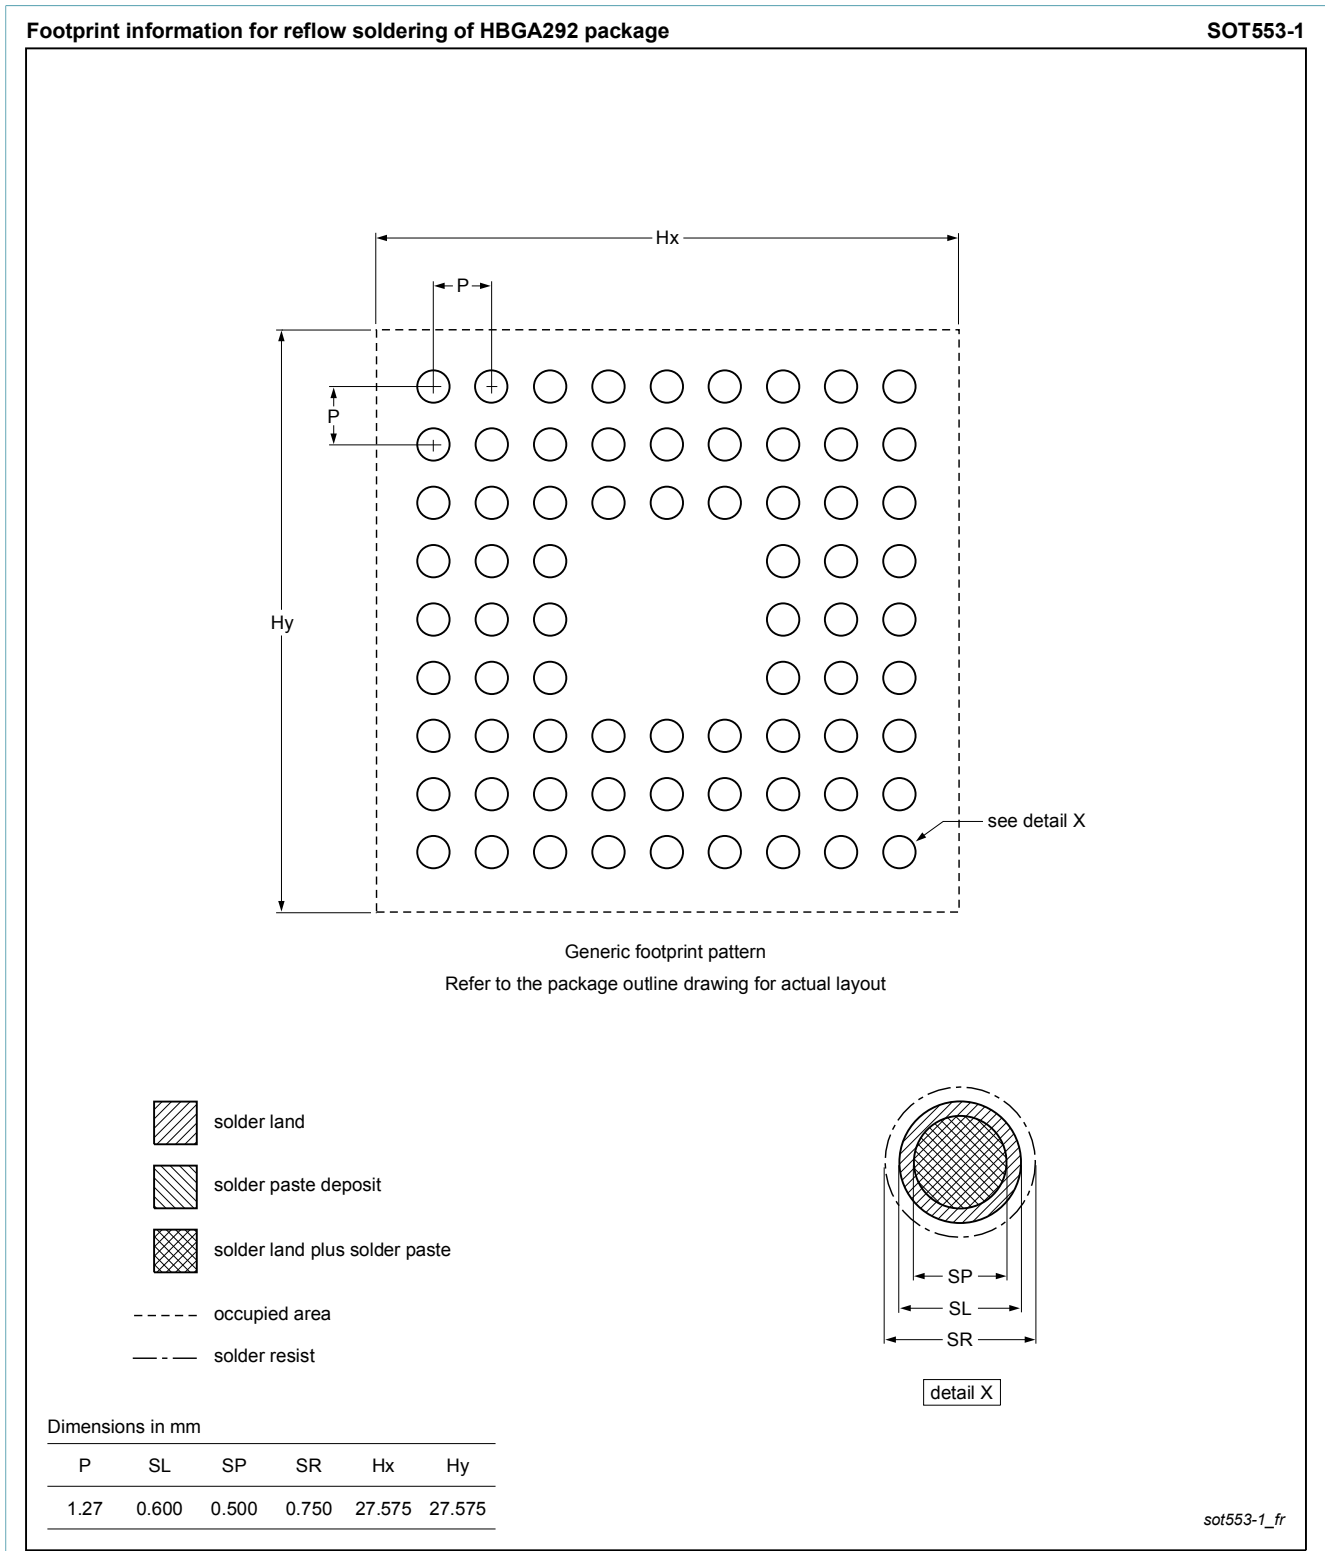 Footprint information for reflow soldering of HBGA292 package SOT553-1
Hx
P
P
Hy
see detail X
Generic footprint pattern
Refer to the package outline drawing for actual layout
solder land
solder paste deposit
solder land plus solder paste
occupied area
solder resist
SP
SL
SR
detail X
Dimensions in mm
P SL SP SR Hx Hy
1.27 0.600 0.500 0.750 27.575 27.575
sot553-1_fr